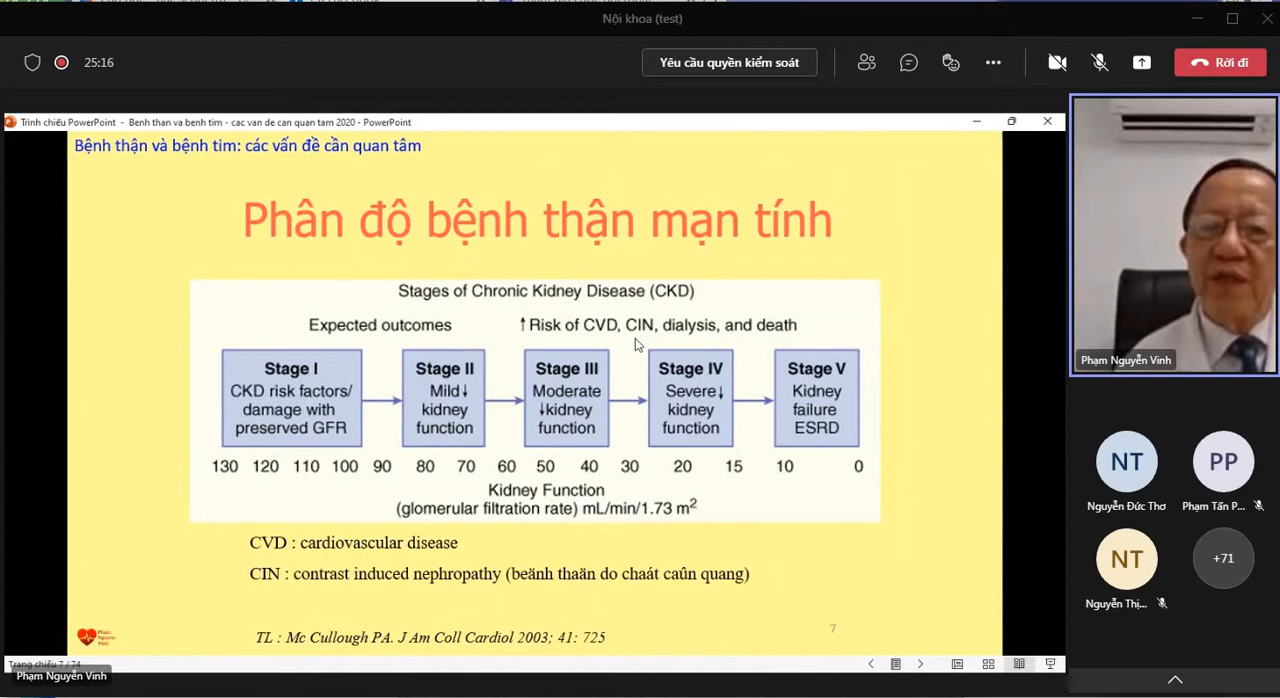 Nội khoa (test)
25:16
Yêu cầu quyền kiểm soát
Rời đi
Trình chiếu PowerPoint - Benh than va benh tim - cac van de can quan tam 2020 - PowerPoint
Bệnh thận và bệnh tim: các vấn đề cần quan tâm
Phân độ bệnh thận mạn tính
Stages of Chronic Kidney Disease (CKD)
Expected outcomes
↑ Risk of CVD, CIN, dialysis, and death
Stage I
CKD risk factors/
damage with
preserved GFR
Stage II
Mild↓
kidney
function
Stage III
Moderate
↓kidney
function
Stage IV
Severe↓
kidney
function
Stage V
Kidney
failure
ESRD
130 120 110 100 90 80 70 60 50 40 30 20 15 10 0
Kidney Function
(glomerular filtration rate) mL/min/1.73 m²
CVD : cardiovascular disease
CIN : contrast induced nephropathy (beänh thaän do chaát caûn quang)
TL : Mc Cullough PA. J Am Coll Cardiol 2003; 41: 725
7
Phan
Nguyen
Vinh
Trang chiếu 7 / 74
Phạm Nguyễn Vinh
Phạm Nguyễn Vinh
NT
Nguyễn Đức Thơ
PP
Phạm Tấn P...
NT
Nguyễn Thị...
+71